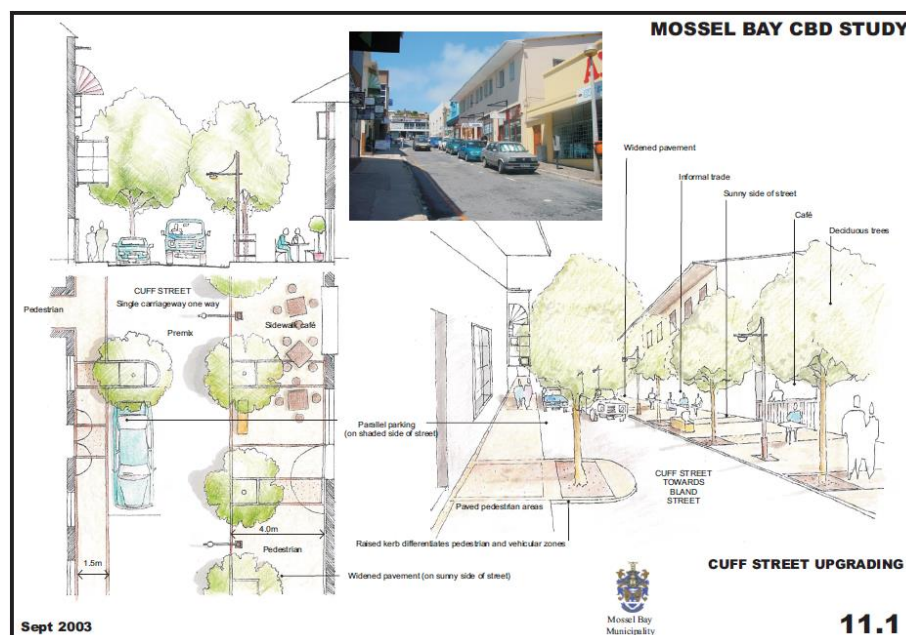 MOSSEL BAY CBD STUDY
Widened pavement
Informal trade
Sunny side of street
Café
Deciduous trees
CUFF STREET
Single carriageway one way
Pedestrian
Premix
Sidewalk café
Parallel parking
(on shaded side of street)
CUFF STREET
TOWARDS
BLAND
STREET
Paved pedestrian areas
4.0m
Raised kerb differentiates pedestrian and vehicular zones
Pedestrian
1.5m
Widened pavement (on sunny side of street)
CUFF STREET UPGRADING
Mossel Bay
Municipality
Sept 2003
11.1